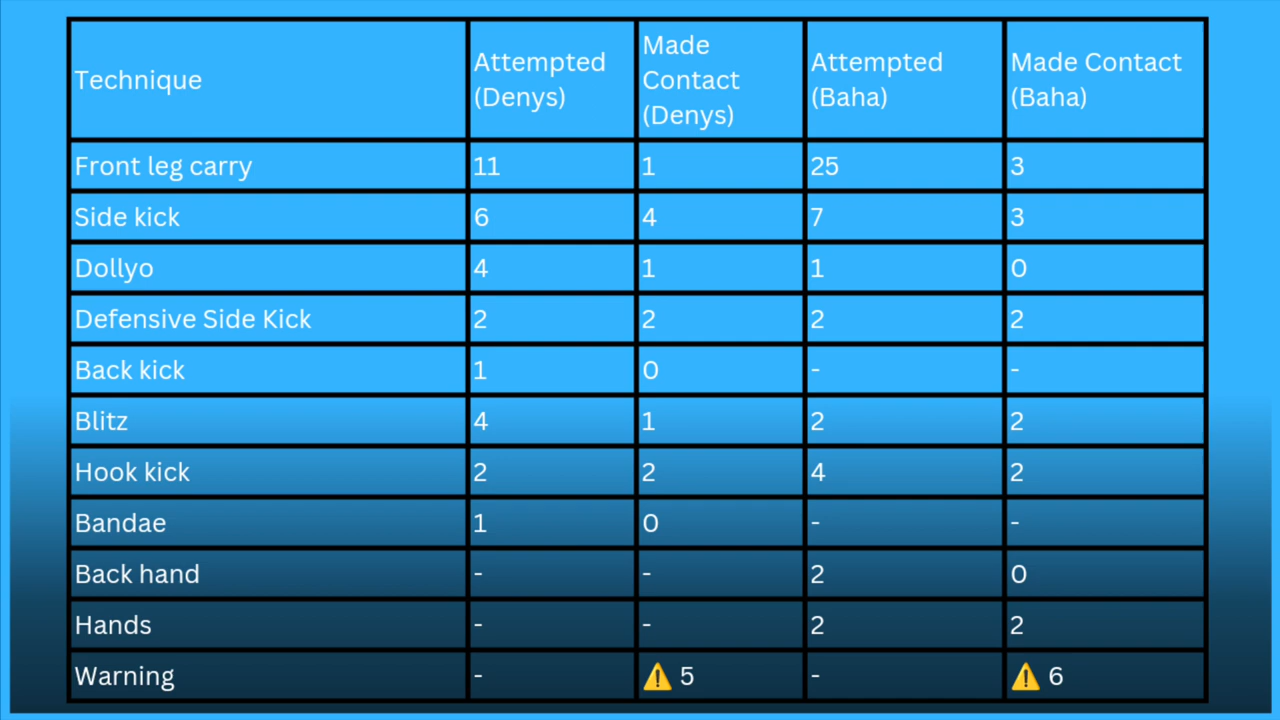 Technique | Attempted (Denys) | Made Contact (Denys) | Attempted (Baha) | Made Contact (Baha)
Front leg carry | 11 | 1 | 25 | 3
Side kick | 6 | 4 | 7 | 3
Dollyo | 4 | 1 | 1 | 0
Defensive Side Kick | 2 | 2 | 2 | 2
Back kick | 1 | 0 | - | -
Blitz | 4 | 1 | 2 | 2
Hook kick | 2 | 2 | 4 | 2
Bandae | 1 | 0 | - | -
Back hand | - | - | 2 | 0
Hands | - | - | 2 | 2
Warning | - | ⚠️ 5 | - | ⚠️ 6